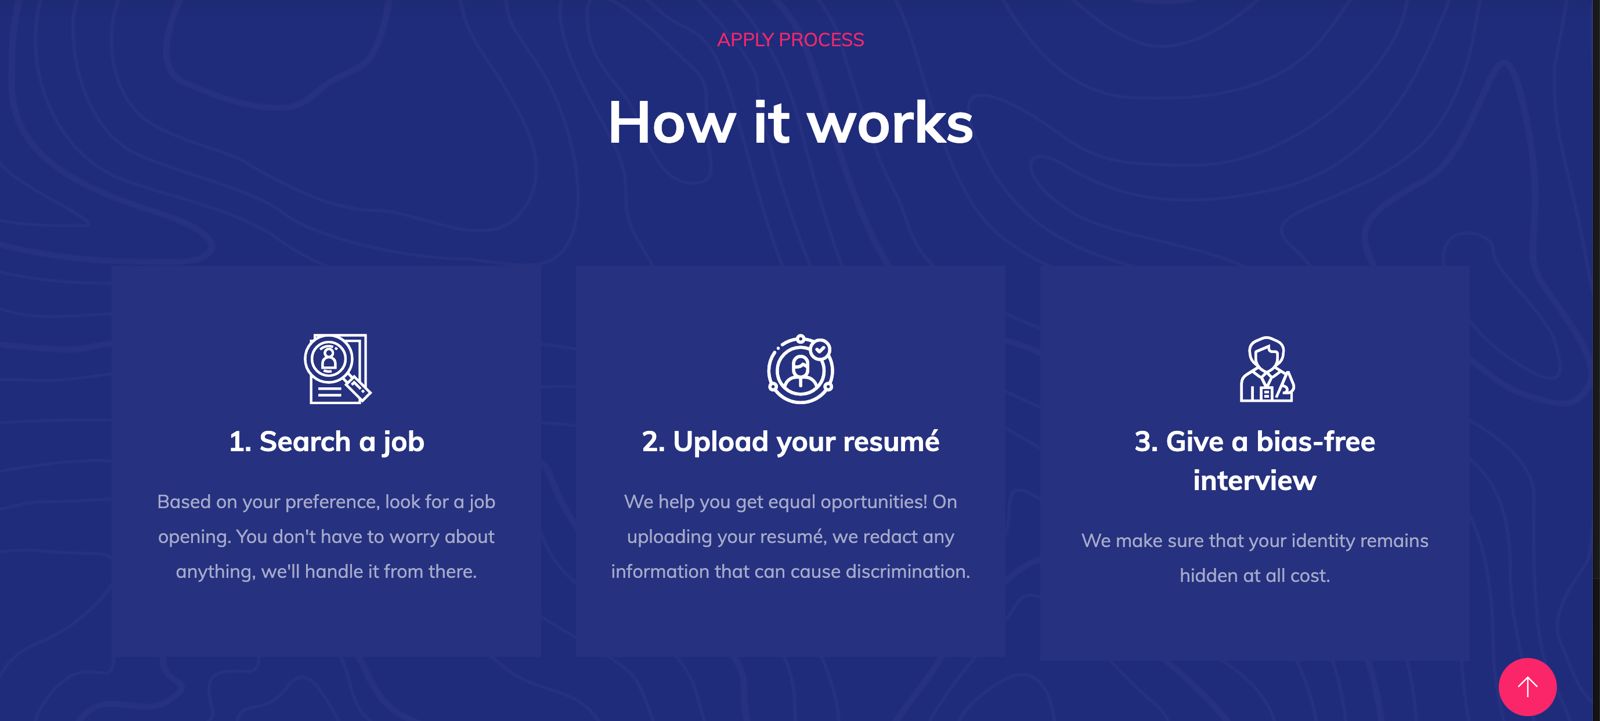 APPLY PROCESS
How it works
1. Search a job
Based on your preference, look for a job
opening. You don't have to worry about
anything, we'll handle it from there.
2. Upload your resumé
We help you get equal oportunities! On
uploading your resumé, we redact any
information that can cause discrimination.
3. Give a bias-free
interview
We make sure that your identity remains
hidden at all cost.